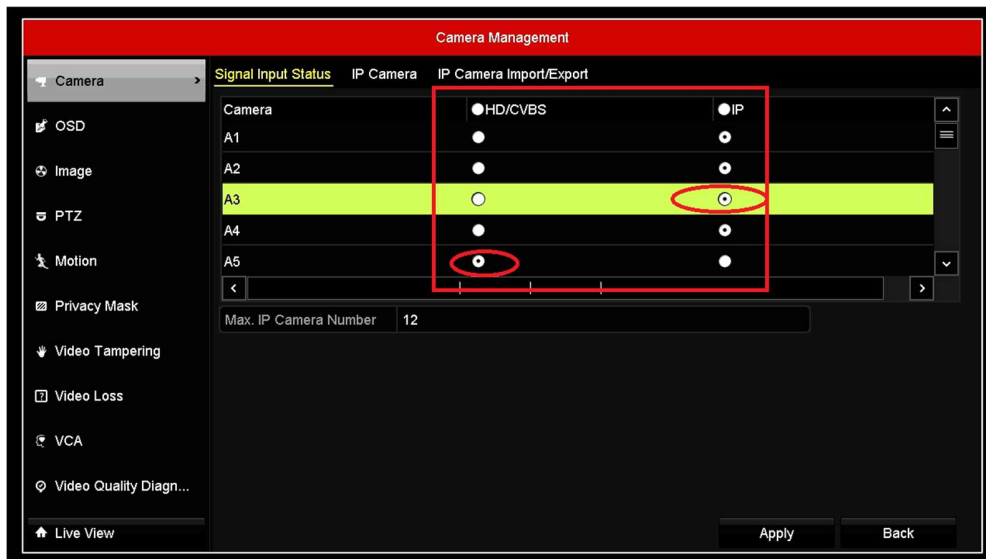 Camera Management
Camera
OSD
Image
PTZ
Motion
Privacy Mask
Video Tampering
Video Loss
VCA
Video Quality Diagn...
Live View
Signal Input Status IP Camera IP Camera Import/Export
Camera HD/CVBS IP
A1
A2
A3
A4
A5
Max. IP Camera Number 12
Apply Back